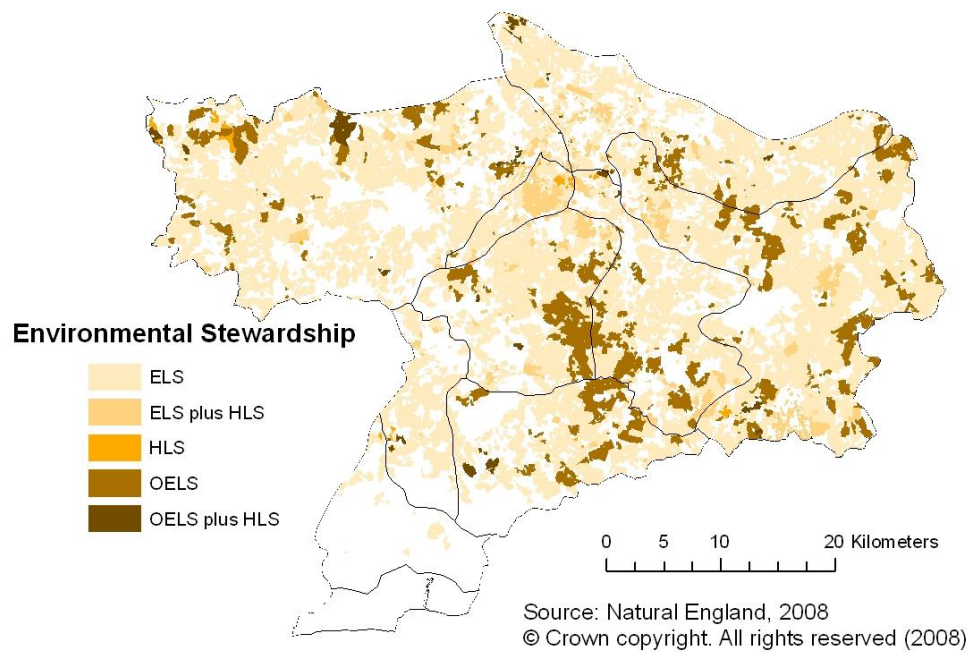 Environmental Stewardship
ELS
ELS plus HLS
HLS
OELS
OELS plus HLS
0 5 10 20 Kilometers
Source: Natural England, 2008
© Crown copyright. All rights reserved (2008)